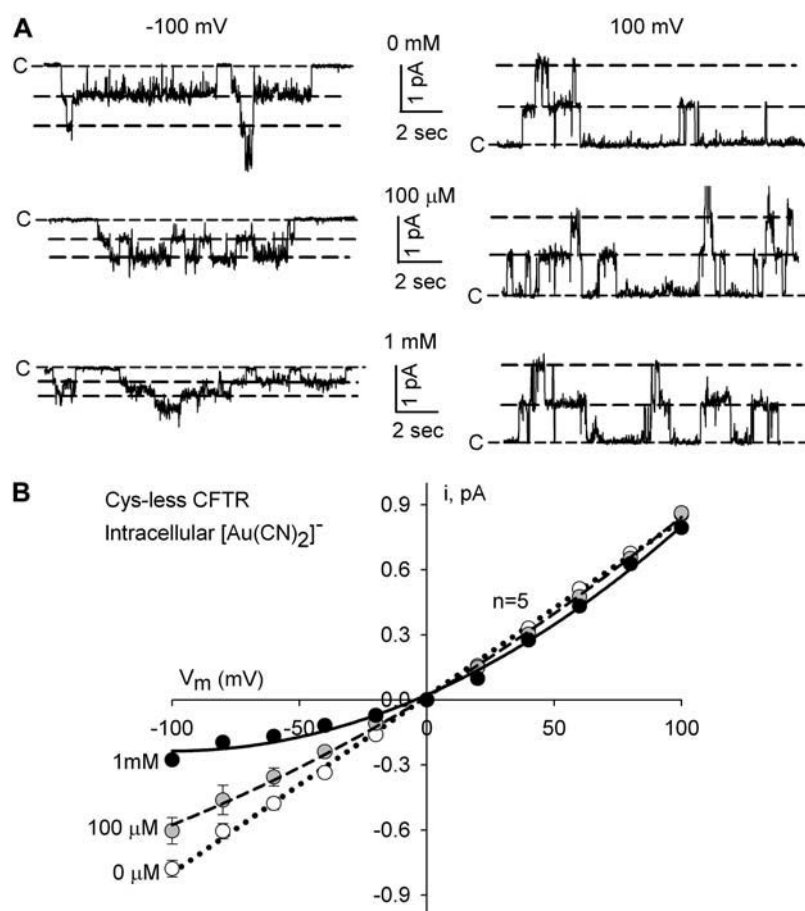 A
-100 mV
100 mV
0 mM
C
1 pA
2 sec
C
100 μM
C
1 pA
2 sec
C
1 mM
C
1 pA
2 sec
C
B
Cys-less CFTR
Intracellular [Au(CN)2]-
i, pA
0.9
0.6
n=5
0.3
Vm (mV)
0.0
-100
-50
0
50
100
1mM
-0.3
100 μM
-0.6
0 μM
-0.9